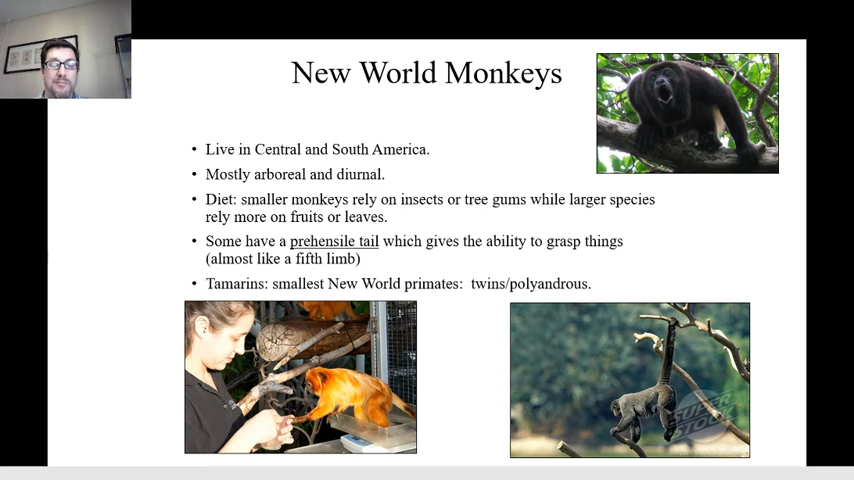 New World Monkeys
• Live in Central and South America.
• Mostly arboreal and diurnal.
• Diet: smaller monkeys rely on insects or tree gums while larger species
rely more on fruits or leaves.
• Some have a prehensile tail which gives the ability to grasp things
(almost like a fifth limb)
• Tamarins: smallest New World primates:  twins/polyandrous.
SUPER
STOCK